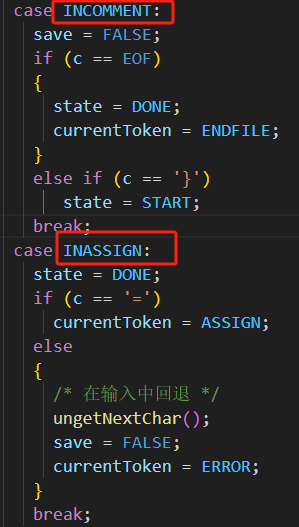 case INCOMMENT:
save = FALSE;
if (c == EOF)
{
state = DONE;
currentToken = ENDFILE;
}
else if (c == '}')
state = START;
break;
case INASSIGN:
state = DONE;
if (c == '=')
currentToken = ASSIGN;
else
{
/* 在输入中回退 */
ungetNextChar();
save = FALSE;
currentToken = ERROR;
}
break;